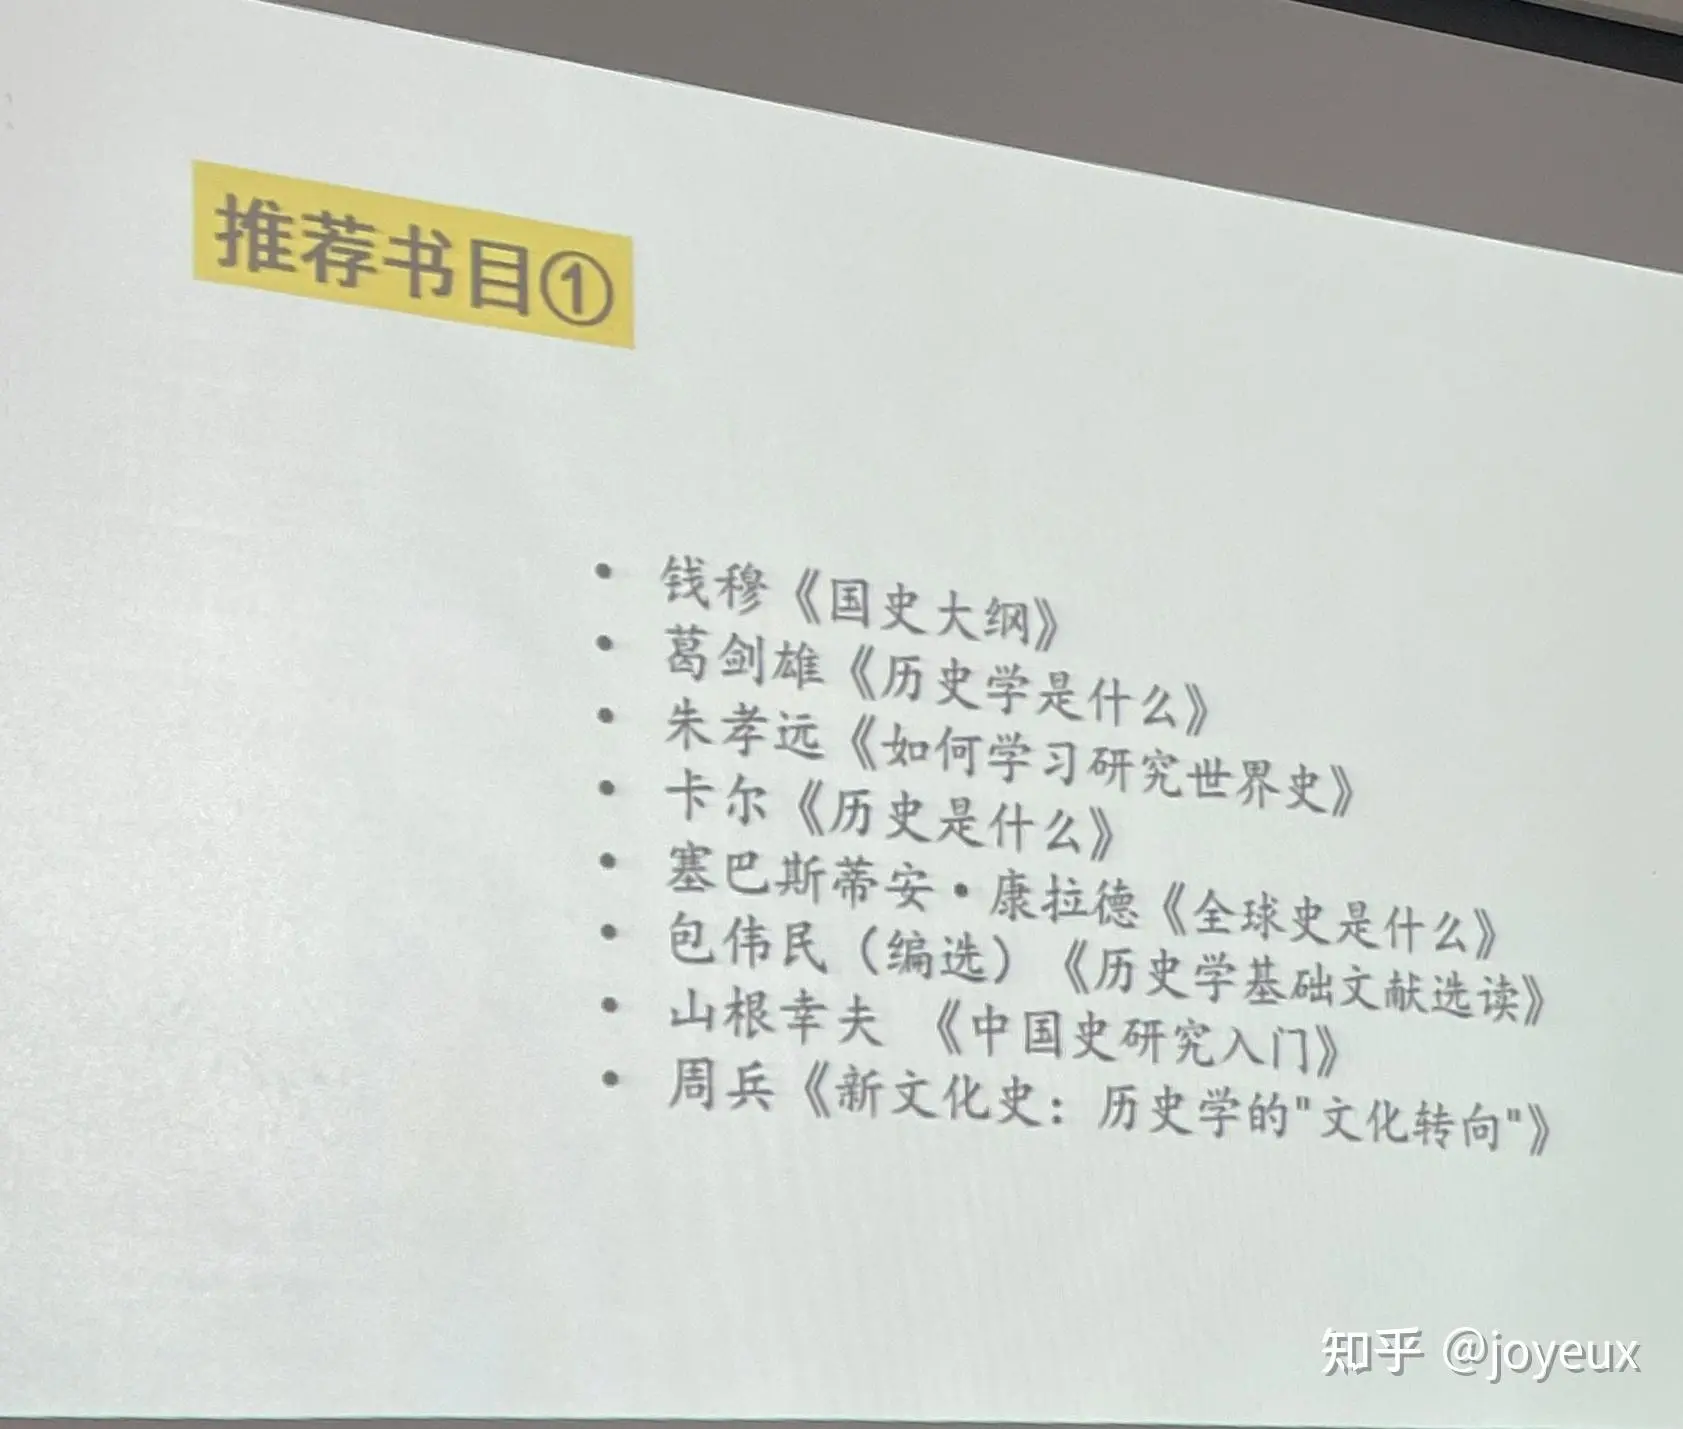 推荐书目①
• 钱穆《国史大纲》
• 葛剑雄《历史学是什么》
• 朱孝远《如何学习研究世界史》
• 卡尔《历史是什么》
• 塞巴斯蒂安·康拉德《全球史是什么》
• 包伟民（编选）《历史学基础文献选读》
• 山根幸夫 《中国史研究入门》
• 周兵《新文化史：历史学的"文化转向"》
知乎 @joyeux